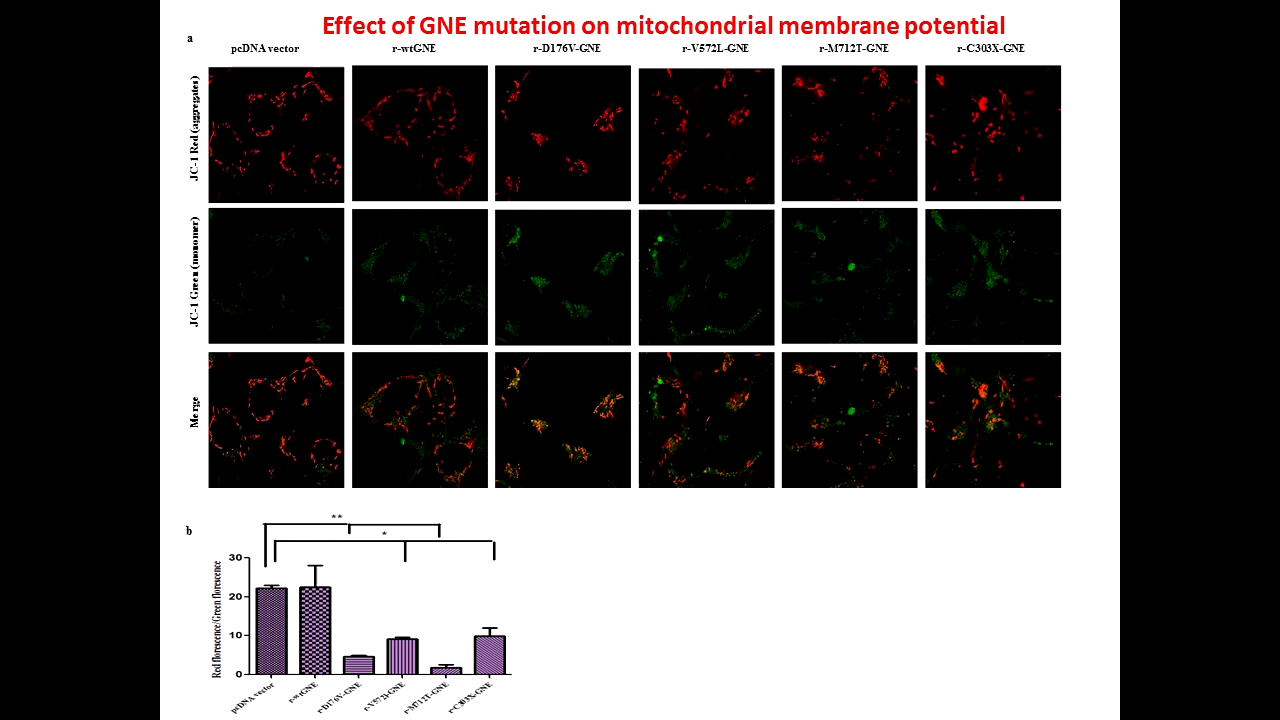 Effect of GNE mutation on mitochondrial membrane potential
a
pcDNA vector
r-wtGNE
r-D176V-GNE
r-V572L-GNE
r-M712T-GNE
r-C303X-GNE
JC-1 Red (aggregates)
JC-1 Green (monomer)
Merge
b
**
*
Red florescence/Green florescence
30
20
10
0
pcDNA vector
r-wtGNE
r-D176V-GNE
r-V572l-GNE
r-M712T-GNE
r-C303X-GNE